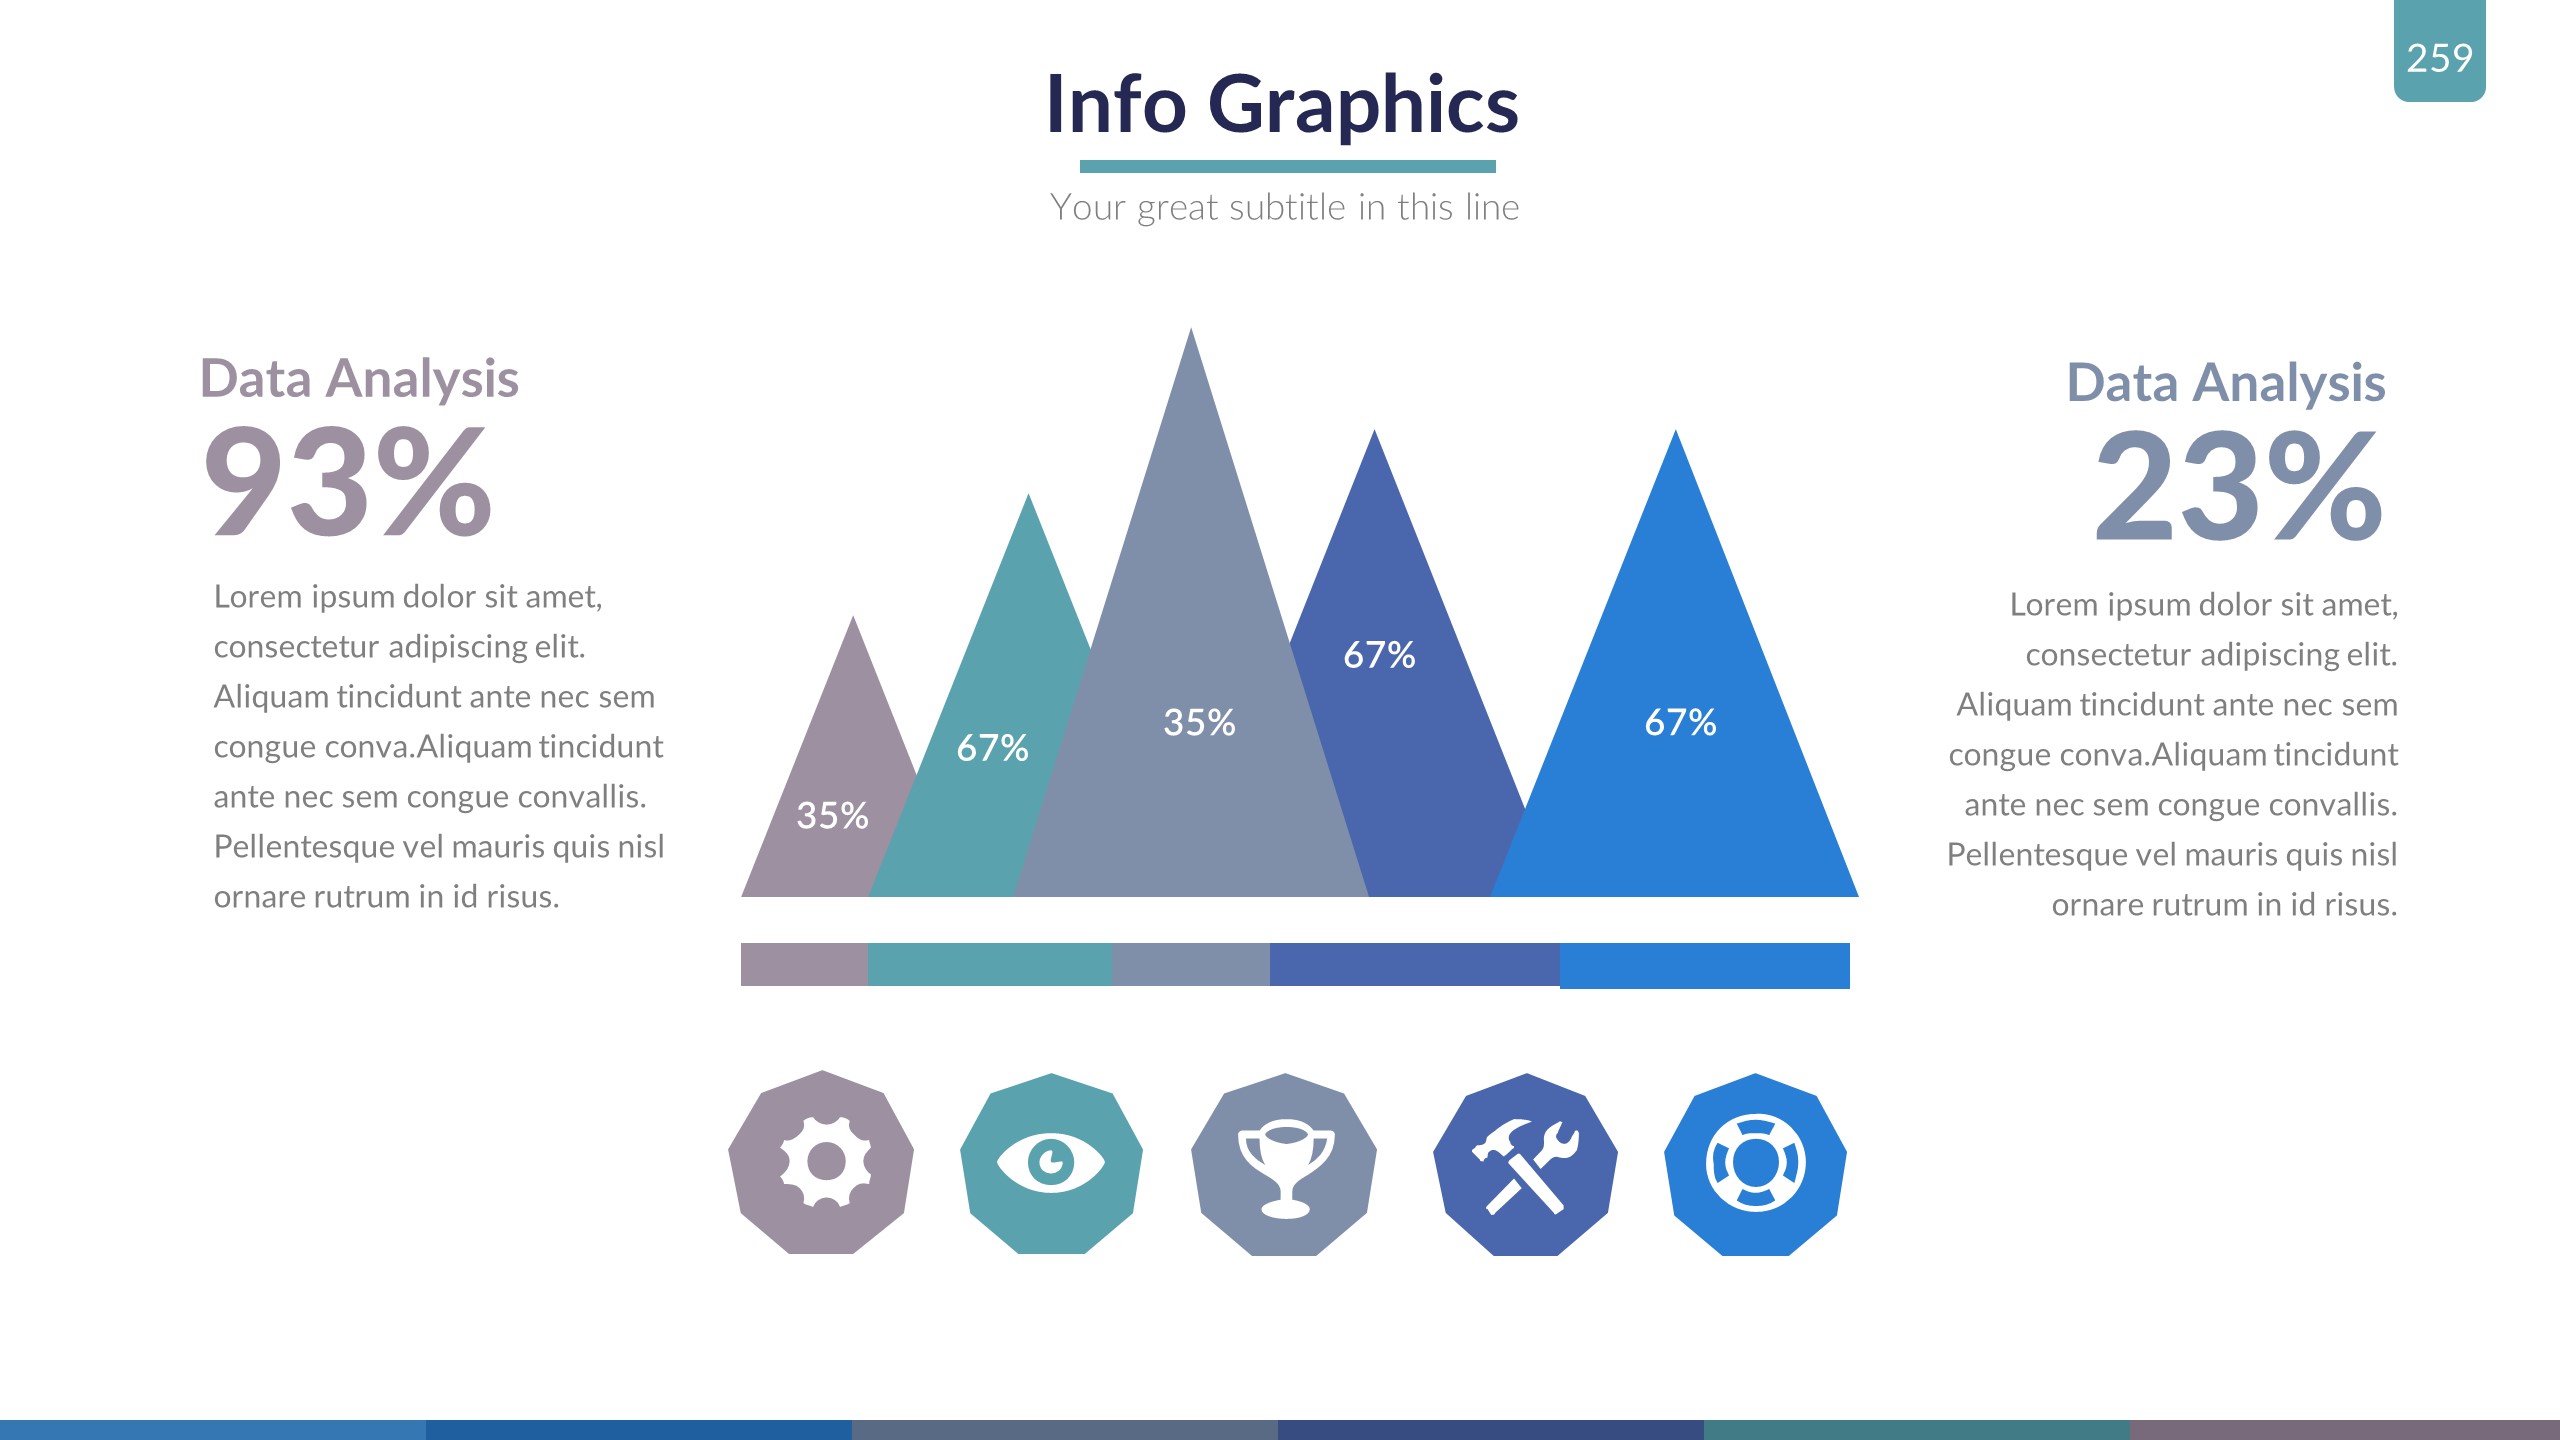 259
Info Graphics
Your great subtitle in this line
Data Analysis
93%
Lorem ipsum dolor sit amet,
consectetur adipiscing elit.
Aliquam tincidunt ante nec sem
congue conva.Aliquam tincidunt
ante nec sem congue convallis.
Pellentesque vel mauris quis nisl
ornare rutrum in id risus.
35%
67%
35%
67%
67%
Data Analysis
23%
Lorem ipsum dolor sit amet,
consectetur adipiscing elit.
Aliquam tincidunt ante nec sem
congue conva.Aliquam tincidunt
ante nec sem congue convallis.
Pellentesque vel mauris quis nisl
ornare rutrum in id risus.